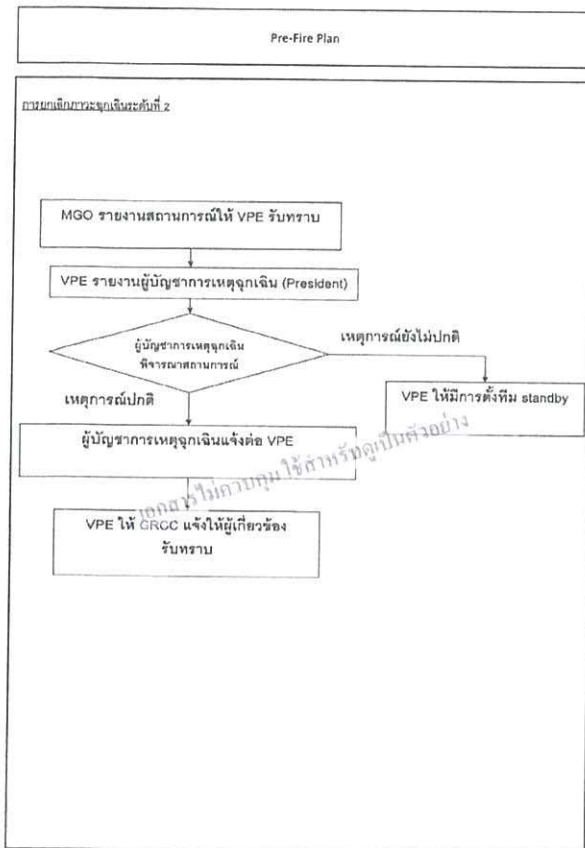 Pre-Fire Plan
การยกเลิกภาวะฉุกเฉินระดับที่ 2
MGO รายงานสถานการณ์ให้ VPE รับทราบ
VPE รายงานผู้บัญชาการเหตุฉุกเฉิน (President)
ผู้บัญชาการเหตุฉุกเฉิน
พิจารณาสถานการณ์
เหตุการณ์ยังไม่ปกติ
VPE ให้มีการตั้งทีม standby
เหตุการณ์ปกติ
ผู้บัญชาการเหตุฉุกเฉินแจ้งต่อ VPE
เอกสารไม่ควบคุม ใช้สำหรับดูเป็นตัวอย่าง
VPE ให้ CRCC แจ้งให้ผู้เกี่ยวข้อง
รับทราบ